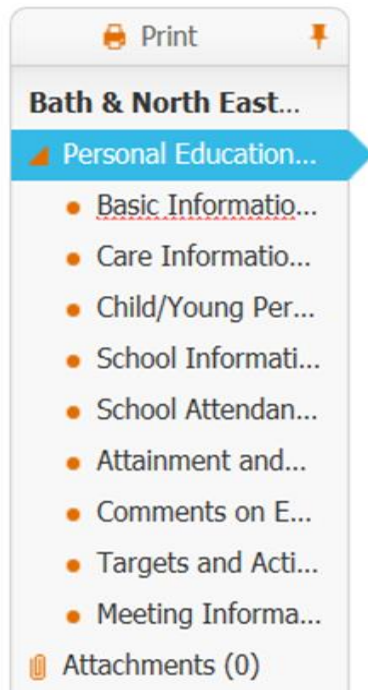 Print
Bath & North East...
Personal Education...
Basic Informatio...
Care Informatio...
Child/Young Per...
School Informati...
School Attendan...
Attainment and...
Comments on E...
Targets and Acti...
Meeting Informa...
Attachments (0)